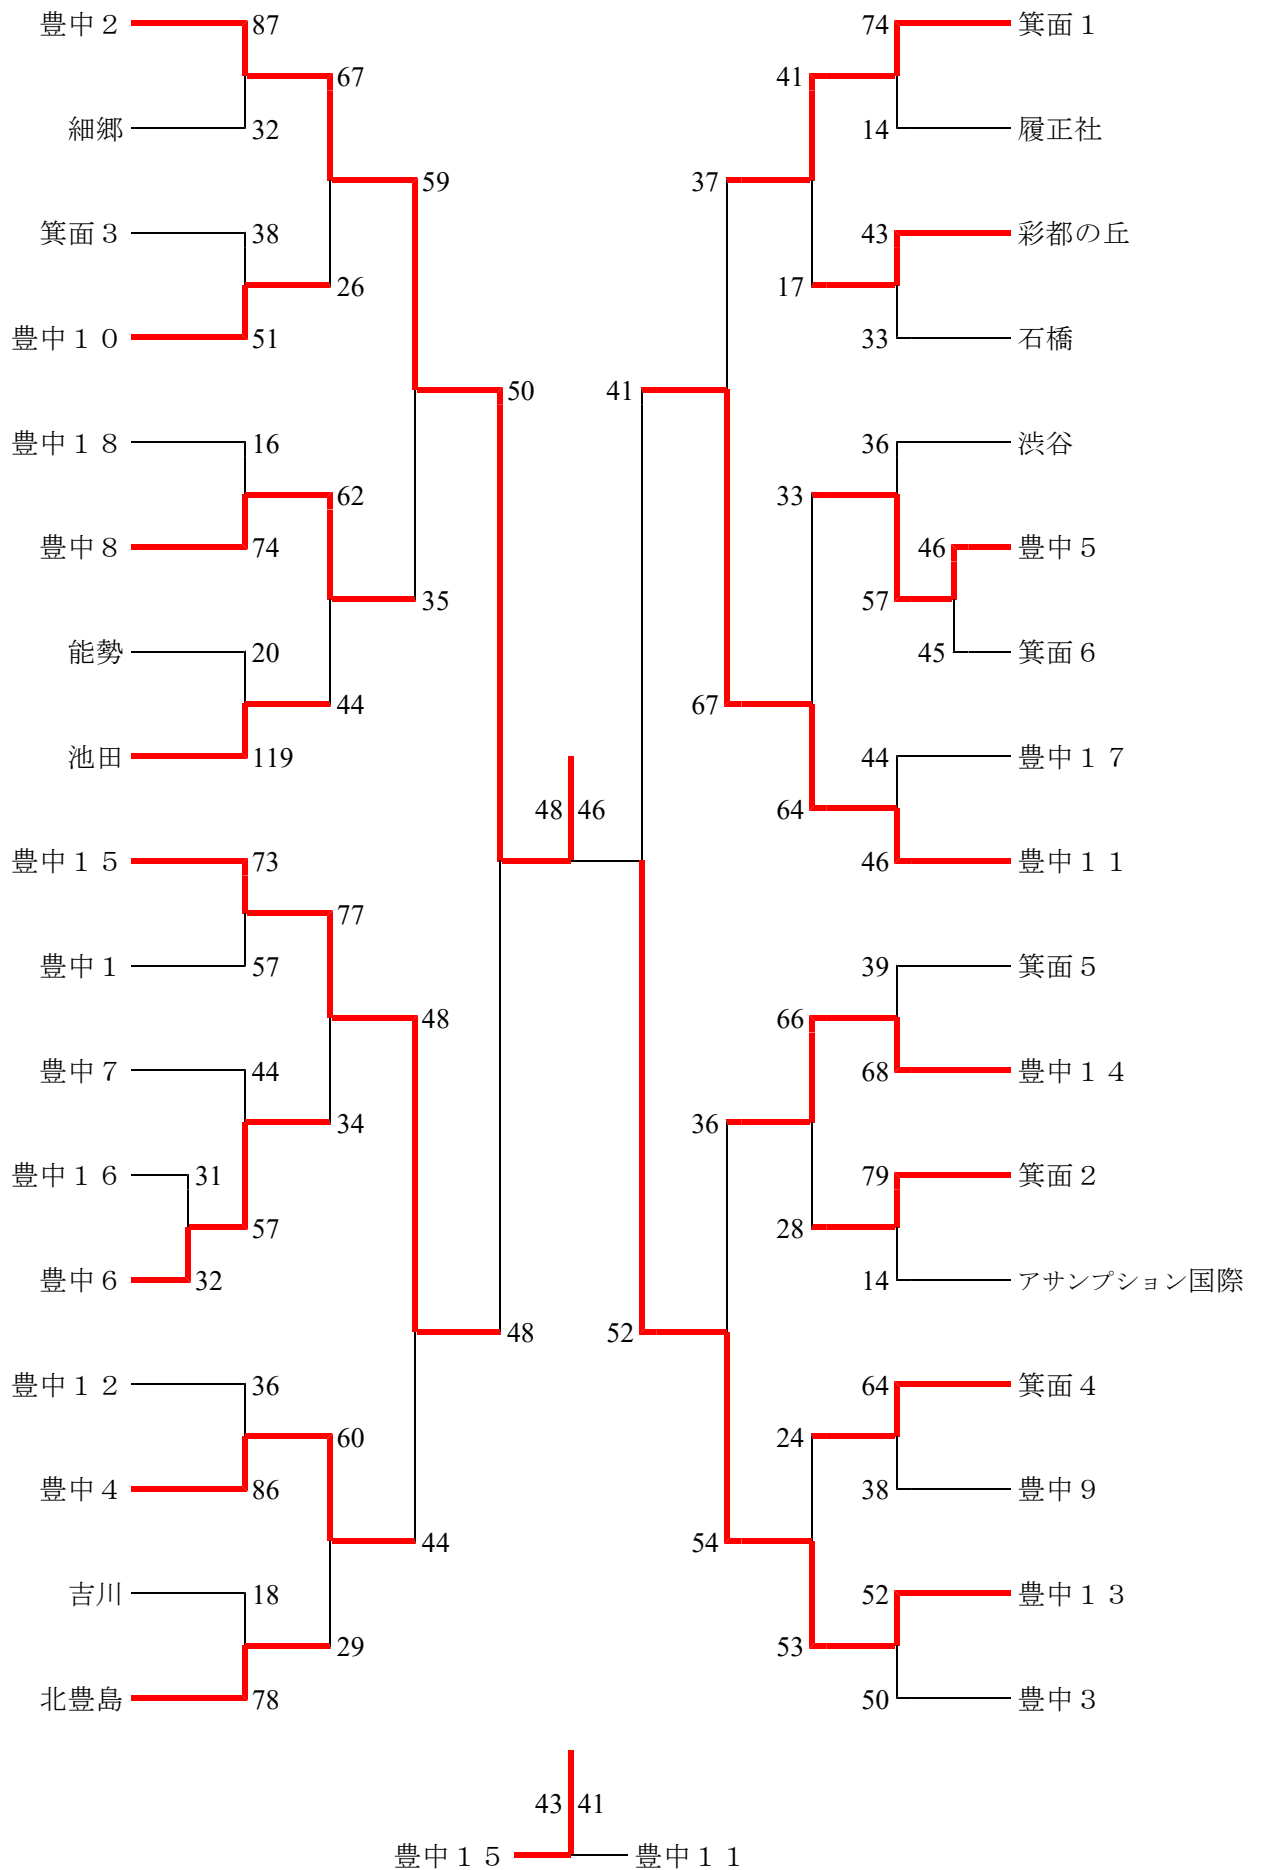 豊中２ 87 74 箕面１
67 41
細郷 32 14 履正社
59 37
箕面３ 38 43 彩都の丘
26 17
豊中１０ 51 33 石橋
50 41
豊中１８ 16 36 渋谷
62 33
豊中８ 74 46 豊中５
35 57
能勢 20 45 箕面６
44 67
池田 119 44 豊中１７
48 46 64
豊中１５ 73 46 豊中１１
77
豊中１ 57 39 箕面５
48 66
豊中７ 44 68 豊中１４
34 36
豊中１６ 31 79 箕面２
57 28
豊中６ 32 14 アサンプション国際
48 52
豊中１２ 36 64 箕面４
60 24
豊中４ 86 38 豊中９
44 54
吉川 18 52 豊中１３
29 53
北豊島 78 50 豊中３
43 41
豊中１５ 豊中１１